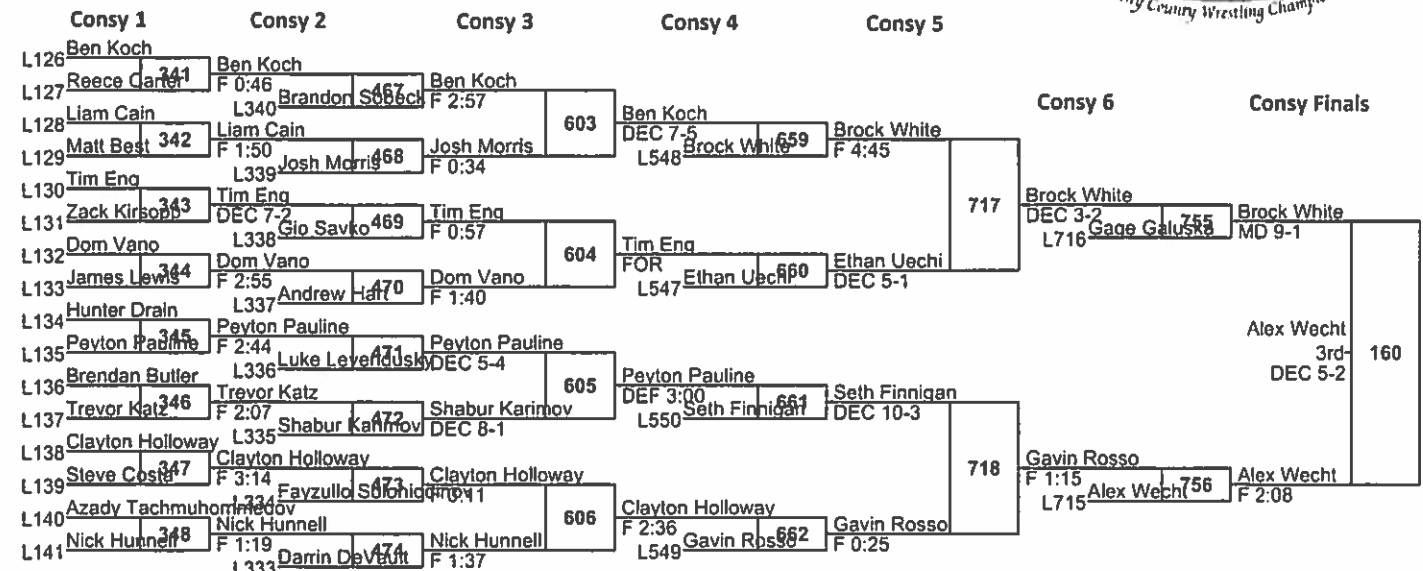 ty County Wrestling Champ
Consy 1
Consy 2
Consy 3
Consy 4
Consy 5
Consy 6
Consy Finals
L126 Ben Koch
L127 Reece Carter
341
L128 Liam Cain
L129 Matt Best
342
L130 Tim Eng
L131 Zack Kirsopp
343
L132 Dom Vano
L133 James Lewis
344
L134 Hunter Drain
L135 Peyton Pauline
345
L136 Brendan Butler
L137 Trevor Katz
346
L138 Clayton Holloway
L139 Steve Costa
347
L140 Azady Tachmuhommedov
L141 Nick Hunnell
348
Ben Koch
F 0:46
L340 Brandon Sobeck
467
Liam Cain
F 1:50
L339 Josh Morris
468
Tim Eng
DEC 7-2
L338 Gio Savko
469
Dom Vano
F 2:55
L337 Andrew Hart
470
Peyton Pauline
F 2:44
L336 Luke Levendusky
471
Trevor Katz
F 2:07
L335 Shabur Karimov
472
Clayton Holloway
F 3:14
L334 Fayzullo
473
Nick Hunnell
F 1:19
L333 Darrin DeVault
474
Ben Koch
F 2:57
603
Josh Morris
F 0:34
Tim Eng
F 0:57
604
Dom Vano
F 1:40
Peyton Pauline
DEC 5-4
605
Shabur Karimov
DEC 8-1
Clayton Holloway
606
Nick Hunnell
F 1:37
Ben Koch
DEC 7-5
L548 Brock White
659
Tim Eng
FOR
L547 Ethan Uechi
660
Peyton Pauline
DEF 3:00
L550 Seth Finnigan
661
Clayton Holloway
F 2:36
L549 Gavin Rosso
662
Brock White
F 4:45
717
Ethan Uechi
DEC 5-1
Seth Finnigan
DEC 10-3
718
Gavin Rosso
F 0:25
Brock White
DEC 3-2
L716 Gage Galuska
755
Gavin Rosso
F 1:15
L715 Alex Wecht
756
Brock White
MD 9-1
160
Alex Wecht
F 2:08
Alex Wecht
3rd
DEC 5-2